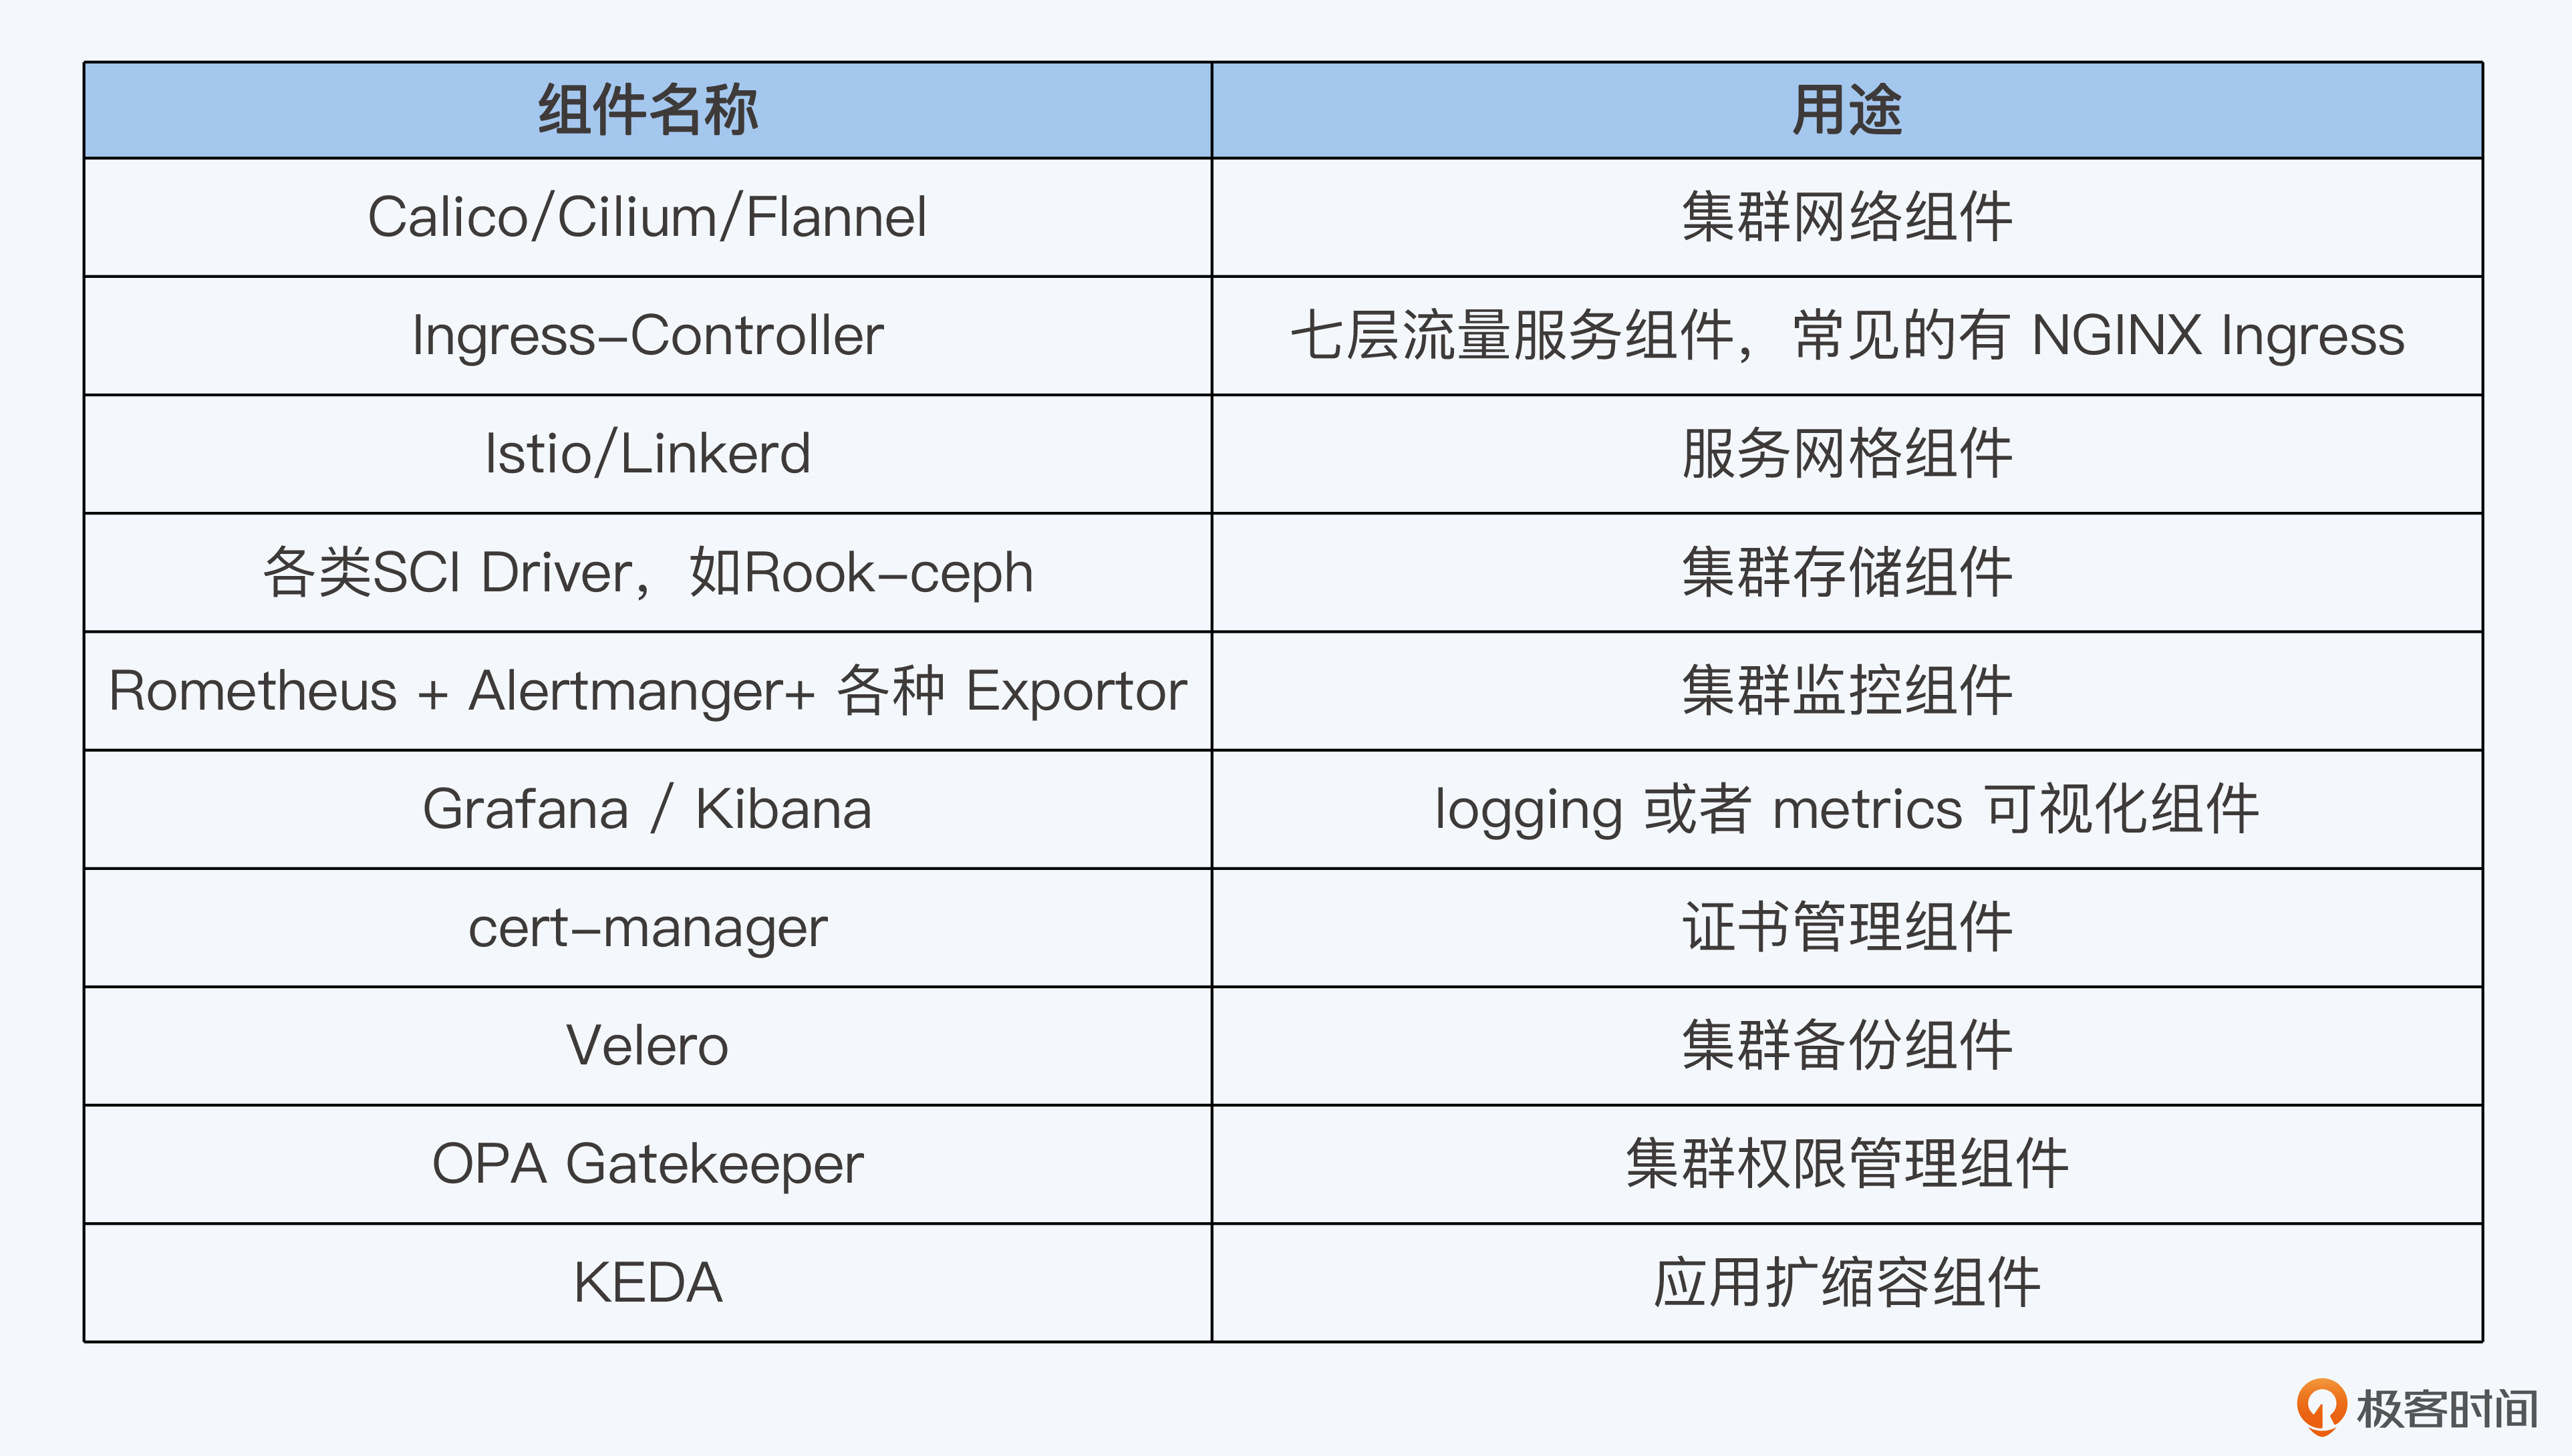 组件名称 用途
Calico/Cilium/Flannel 集群网络组件
Ingress-Controller 七层流量服务组件，常见的有 NGINX Ingress
Istio/Linkerd 服务网格组件
各类SCI Driver，如Rook-ceph 集群存储组件
Rometheus + Alertmanger+ 各种 Exportor 集群监控组件
Grafana / Kibana logging 或者 metrics 可视化组件
cert-manager 证书管理组件
Velero 集群备份组件
OPA Gatekeeper 集群权限管理组件
KEDA 应用扩缩容组件
极客时间